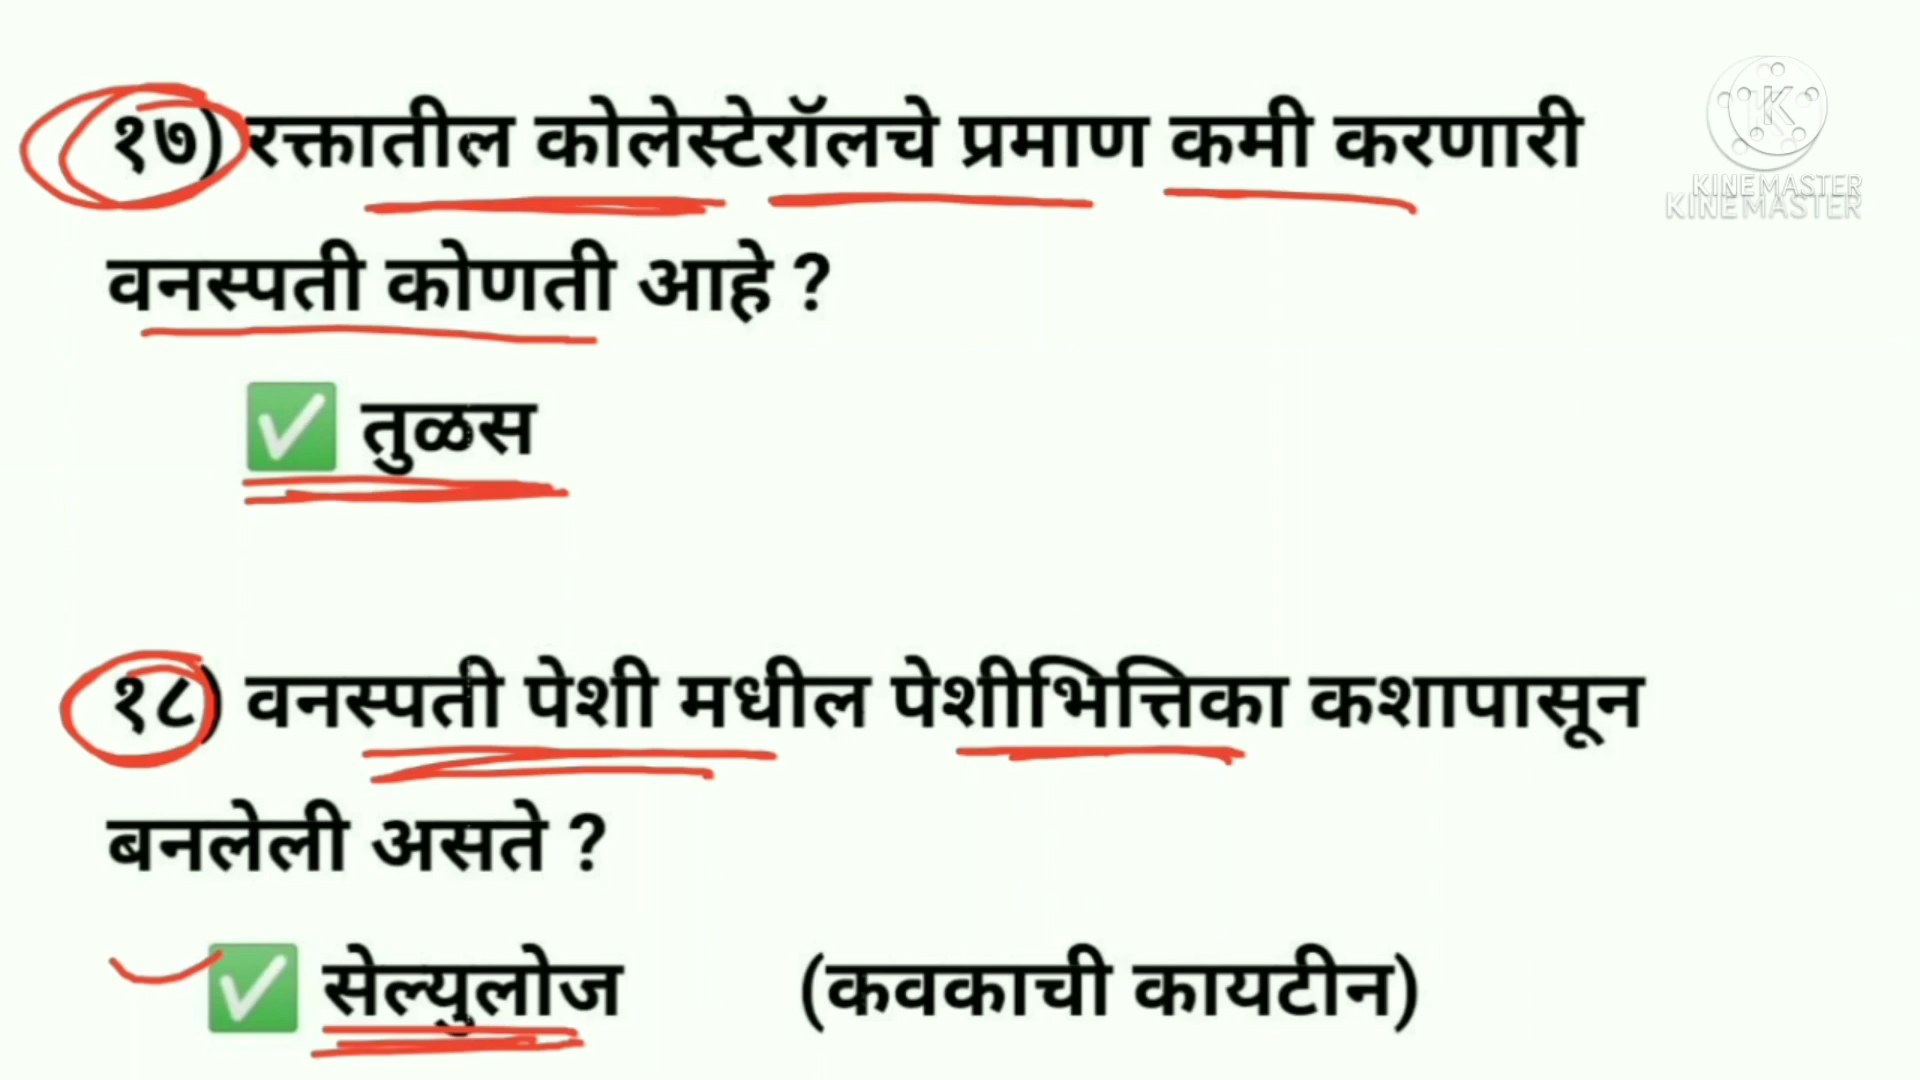 १७) रक्तातील कोलेस्टेरॉलचे प्रमाण कमी करणारी
वनस्पती कोणती आहे ?
✅ तुळस
१८) वनस्पती पेशी मधील पेशीभित्तिका कशापासून
बनलेली असते ?
✅ सेल्युलोज (कवकाची कायटीन)
K
KINEMASTER
KINEMASTER